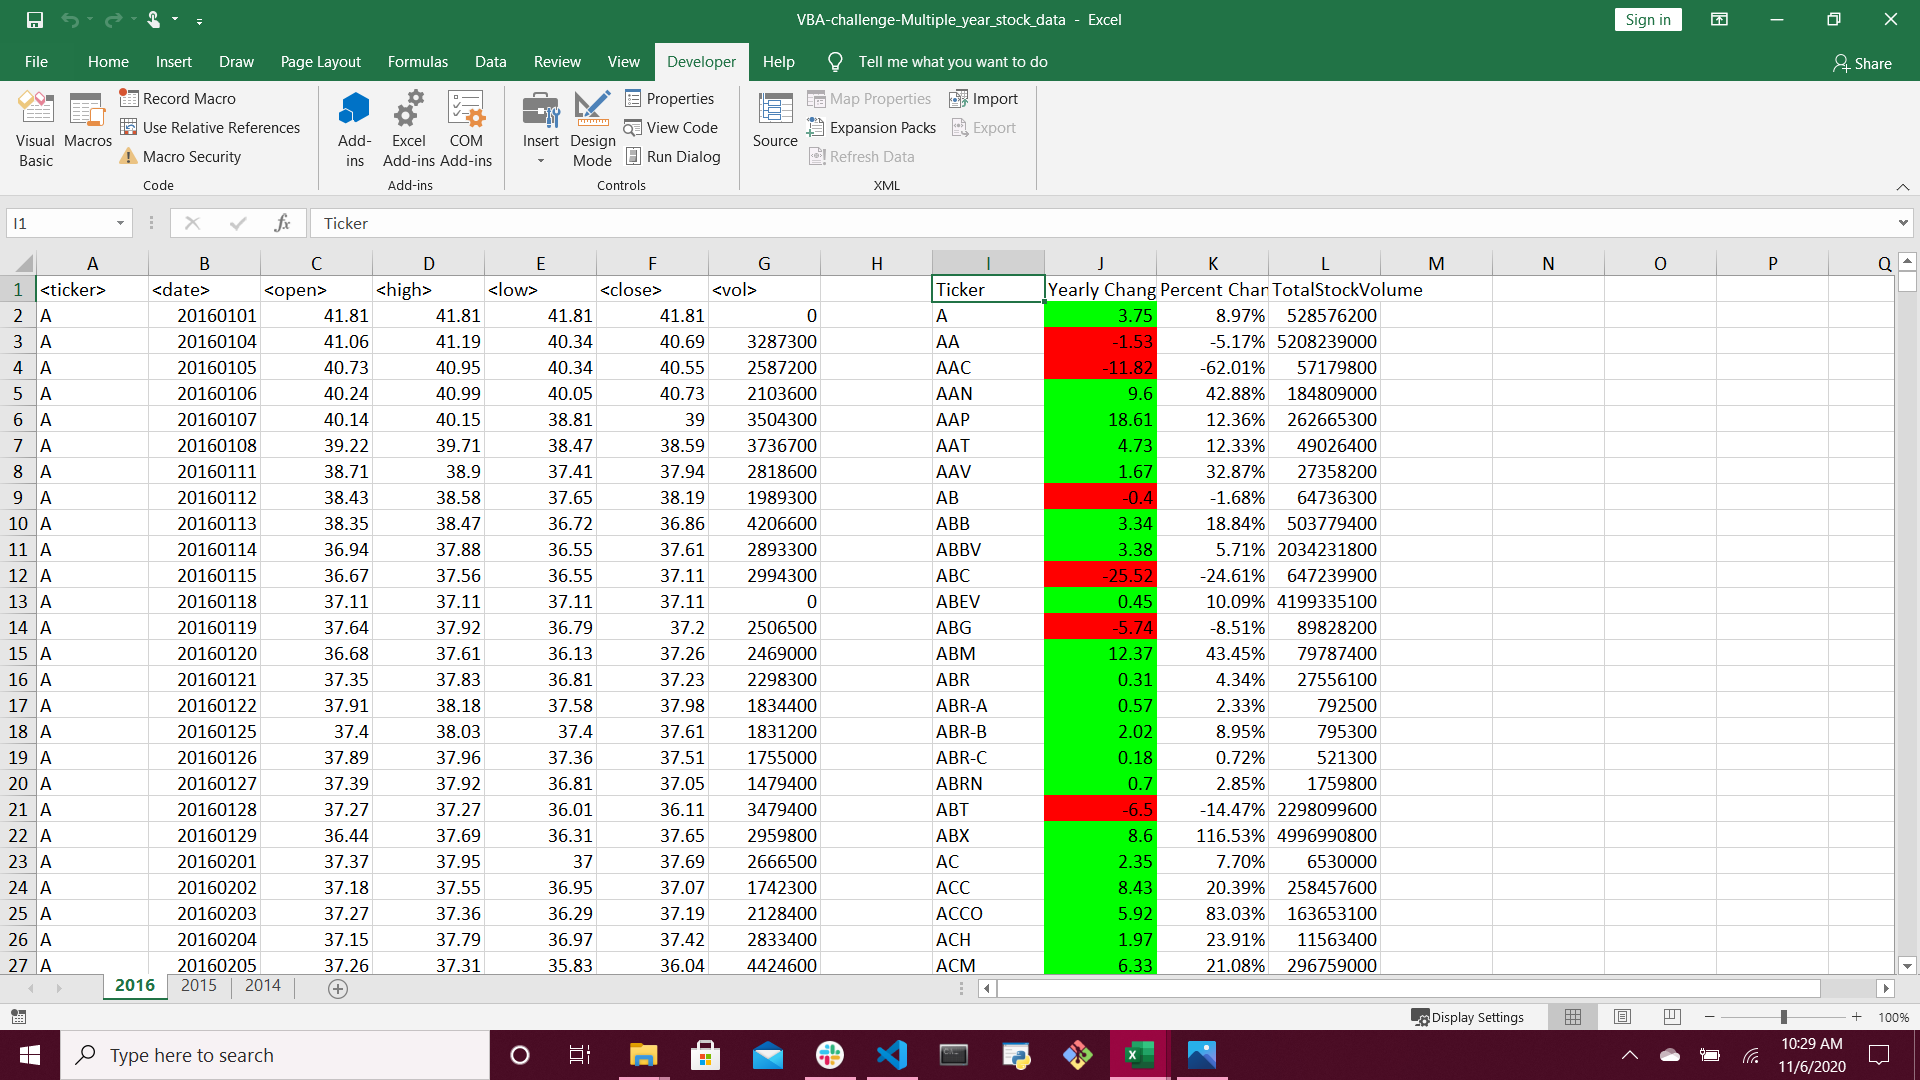 VBA-challenge-Multiple_year_stock_data - Excel
Sign in
File Home Insert Draw Page Layout Formulas Data Review View Developer Help Tell me what you want to do Share
Visual Basic
Macros
Record Macro
Use Relative References
Macro Security
Code
Add-ins
Excel Add-ins
COM Add-ins
Add-ins
Insert
Design Mode
Properties
View Code
Run Dialog
Controls
Source
Map Properties
Expansion Packs
Refresh Data
Import
Export
XML
I1 fx Ticker
A B C D E F G H I J K L M N O P Q
1 <ticker> <date> <open> <high> <low> <close> <vol> Ticker Yearly Chang Percent Chan TotalStockVolume
2 A 20160101 41.81 41.81 41.81 41.81 0 A 3.75 8.97% 528576200
3 A 20160104 41.06 41.19 40.34 40.69 3287300 AA -1.53 -5.17% 5208239000
4 A 20160105 40.73 40.95 40.34 40.55 2587200 AAC -11.82 -62.01% 57179800
5 A 20160106 40.24 40.99 40.05 40.73 2103600 AAN 9.6 42.88% 184809000
6 A 20160107 40.14 40.15 38.81 39 3504300 AAP 18.61 12.36% 262665300
7 A 20160108 39.22 39.71 38.47 38.59 3736700 AAT 4.73 12.33% 49026400
8 A 20160111 38.71 38.9 37.41 37.94 2818600 AAV 1.67 32.87% 27358200
9 A 20160112 38.43 38.58 37.65 38.19 1989300 AB -0.4 -1.68% 64736300
10 A 20160113 38.35 38.47 36.72 36.86 4206600 ABB 3.34 18.84% 503779400
11 A 20160114 36.94 37.88 36.55 37.61 2893300 ABBV 3.38 5.71% 2034231800
12 A 20160115 36.67 37.56 36.55 37.11 2994300 ABC -25.52 -24.61% 647239900
13 A 20160118 37.11 37.11 37.11 37.11 0 ABEV 0.45 10.09% 4199335100
14 A 20160119 37.64 37.92 36.79 37.2 2506500 ABG -5.74 -8.51% 89828200
15 A 20160120 36.68 37.61 36.13 37.26 2469000 ABM 12.37 43.45% 79787400
16 A 20160121 37.35 37.83 36.81 37.23 2298300 ABR 0.31 4.34% 27556100
17 A 20160122 37.91 38.18 37.58 37.98 1834400 ABR-A 0.57 2.33% 792500
18 A 20160125 37.4 38.03 37.4 37.61 1831200 ABR-B 2.02 8.95% 795300
19 A 20160126 37.89 37.96 37.36 37.51 1755000 ABR-C 0.18 0.72% 521300
20 A 20160127 37.39 37.92 36.81 37.05 1479400 ABRN 0.7 2.85% 1759800
21 A 20160128 37.27 37.27 36.01 36.11 3479400 ABT -6.5 -14.47% 2298099600
22 A 20160129 36.44 37.69 36.31 37.65 2959800 ABX 8.6 116.53% 4996990800
23 A 20160201 37.37 37.95 37 37.69 2666500 AC 2.35 7.70% 6530000
24 A 20160202 37.18 37.55 36.95 37.07 1742300 ACC 8.43 20.39% 258457600
25 A 20160203 37.27 37.36 36.29 37.19 2128400 ACCO 5.92 83.03% 163653100
26 A 20160204 37.15 37.79 36.97 37.42 2833400 ACH 1.97 23.91% 11563400
27 A 20160205 37.26 37.31 35.83 36.04 4424600 ACM 6.33 21.08% 296759000
2016 2015 2014
Display Settings 100%
Type here to search
10:29 AM
11/6/2020